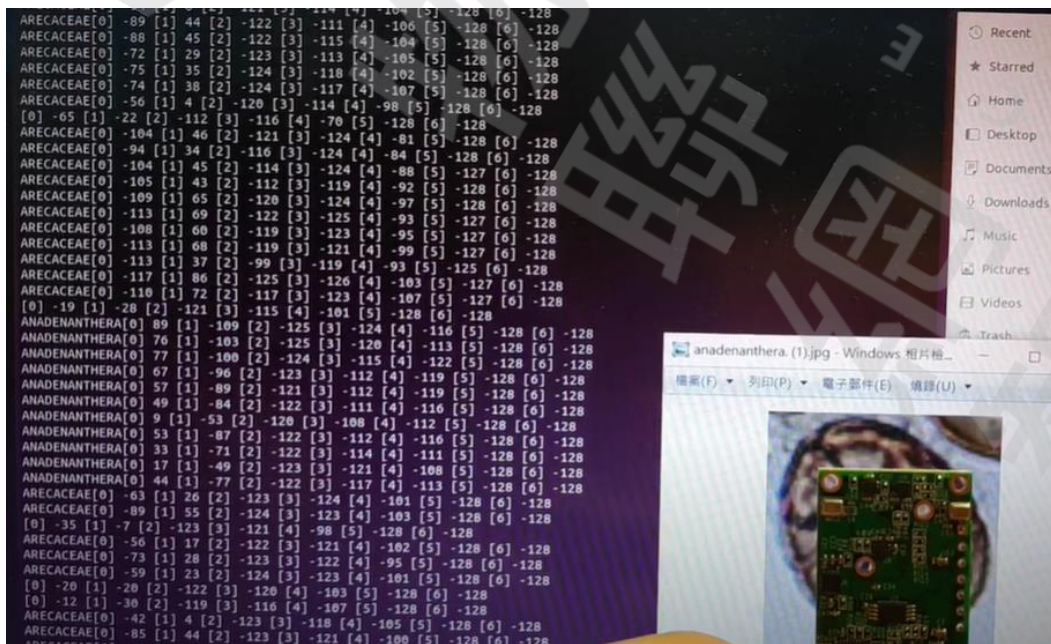 ARECACEAE[0] -89 [1] 44 [2] -122 [3] -111 [4] -106 [5] -128 [6] -128
ARECACEAE[0] -88 [1] 45 [2] -122 [3] -115 [4] -104 [5] -128 [6] -128
ARECACEAE[0] -72 [1] 29 [2] -123 [3] -113 [4] -105 [5] -128 [6] -128
ARECACEAE[0] -75 [1] 35 [2] -124 [3] -118 [4] -102 [5] -128 [6] -128
ARECACEAE[0] -74 [1] 38 [2] -124 [3] -117 [4] -107 [5] -128 [6] -128
ARECACEAE[0] -56 [1] 4 [2] -120 [3] -114 [4] -98 [5] -128 [6] -128
[0] -65 [1] -22 [2] -112 [3] -116 [4] -70 [5] -128 [6] -128
ARECACEAE[0] -104 [1] 46 [2] -121 [3] -124 [4] -81 [5] -128 [6] -128
ARECACEAE[0] -94 [1] 34 [2] -116 [3] -124 [4] -84 [5] -128 [6] -128
ARECACEAE[0] -104 [1] 45 [2] -114 [3] -124 [4] -88 [5] -127 [6] -128
ARECACEAE[0] -105 [1] 43 [2] -112 [3] -119 [4] -92 [5] -128 [6] -128
ARECACEAE[0] -109 [1] 65 [2] -120 [3] -124 [4] -97 [5] -128 [6] -128
ARECACEAE[0] -113 [1] 69 [2] -122 [3] -125 [4] -93 [5] -127 [6] -128
ARECACEAE[0] -108 [1] 60 [2] -119 [3] -123 [4] -95 [5] -127 [6] -128
ARECACEAE[0] -113 [1] 68 [2] -119 [3] -121 [4] -99 [5] -127 [6] -128
ARECACEAE[0] -113 [1] 37 [2] -99 [3] -119 [4] -93 [5] -125 [6] -128
ARECACEAE[0] -117 [1] 86 [2] -125 [3] -126 [4] -103 [5] -127 [6] -128
ARECACEAE[0] -110 [1] 72 [2] -117 [3] -123 [4] -107 [5] -127 [6] -128
[0] -19 [1] -28 [2] -121 [3] -115 [4] -101 [5] -128 [6] -128
ANADENANTHERA[0] 89 [1] -109 [2] -125 [3] -124 [4] -116 [5] -128 [6] -128
ANADENANTHERA[0] 76 [1] -103 [2] -125 [3] -120 [4] -113 [5] -128 [6] -128
ANADENANTHERA[0] 77 [1] -100 [2] -124 [3] -115 [4] -122 [5] -128 [6] -128
ANADENANTHERA[0] 67 [1] -96 [2] -123 [3] -112 [4] -119 [5] -128 [6] -128
ANADENANTHERA[0] 57 [1] -89 [2] -121 [3] -112 [4] -119 [5] -128 [6] -128
ANADENANTHERA[0] 49 [1] -84 [2] -122 [3] -111 [4] -116 [5] -128 [6] -128
ANADENANTHERA[0] 9 [1] -53 [2] -120 [3] -108 [4] -112 [5] -128 [6] -128
ANADENANTHERA[0] 53 [1] -87 [2] -122 [3] -112 [4] -116 [5] -128 [6] -128
ANADENANTHERA[0] 33 [1] -71 [2] -122 [3] -114 [4] -111 [5] -128 [6] -128
ANADENANTHERA[0] 17 [1] -49 [2] -123 [3] -121 [4] -108 [5] -128 [6] -128
ANADENANTHERA[0] 44 [1] -77 [2] -122 [3] -117 [4] -113 [5] -128 [6] -128
ARECACEAE[0] -63 [1] 26 [2] -123 [3] -124 [4] -101 [5] -128 [6] -128
ARECACEAE[0] -89 [1] 55 [2] -124 [3] -123 [4] -103 [5] -128 [6] -128
[0] -35 [1] -7 [2] -123 [3] -121 [4] -98 [5] -128 [6] -128
ARECACEAE[0] -56 [1] 17 [2] -122 [3] -121 [4] -102 [5] -128 [6] -128
ARECACEAE[0] -73 [1] 28 [2] -123 [3] -122 [4] -95 [5] -128 [6] -128
ARECACEAE[0] -59 [1] 23 [2] -124 [3] -123 [4] -101 [5] -128 [6] -128
[0] -20 [1] -20 [2] -122 [3] -120 [4] -103 [5] -128 [6] -128
[0] -12 [1] -30 [2] -119 [3] -116 [4] -107 [5] -128 [6] -128
ARECACEAE[0] -42 [1] 4 [2] -123 [3] -118 [4] -105 [5] -128 [6] -128
ARECACEAE[0] -85 [1] 44 [2] -123 [3] -121 [4] -100 [5] -128 [6] -128
Recent
Starred
Home
Desktop
Documents
Downloads
Music
Pictures
Videos
Trash
anadenanthera. (1).jpg - Windows 相片檢...
檔案(F) 列印(P) 電子郵件(E) 燒錄(U)